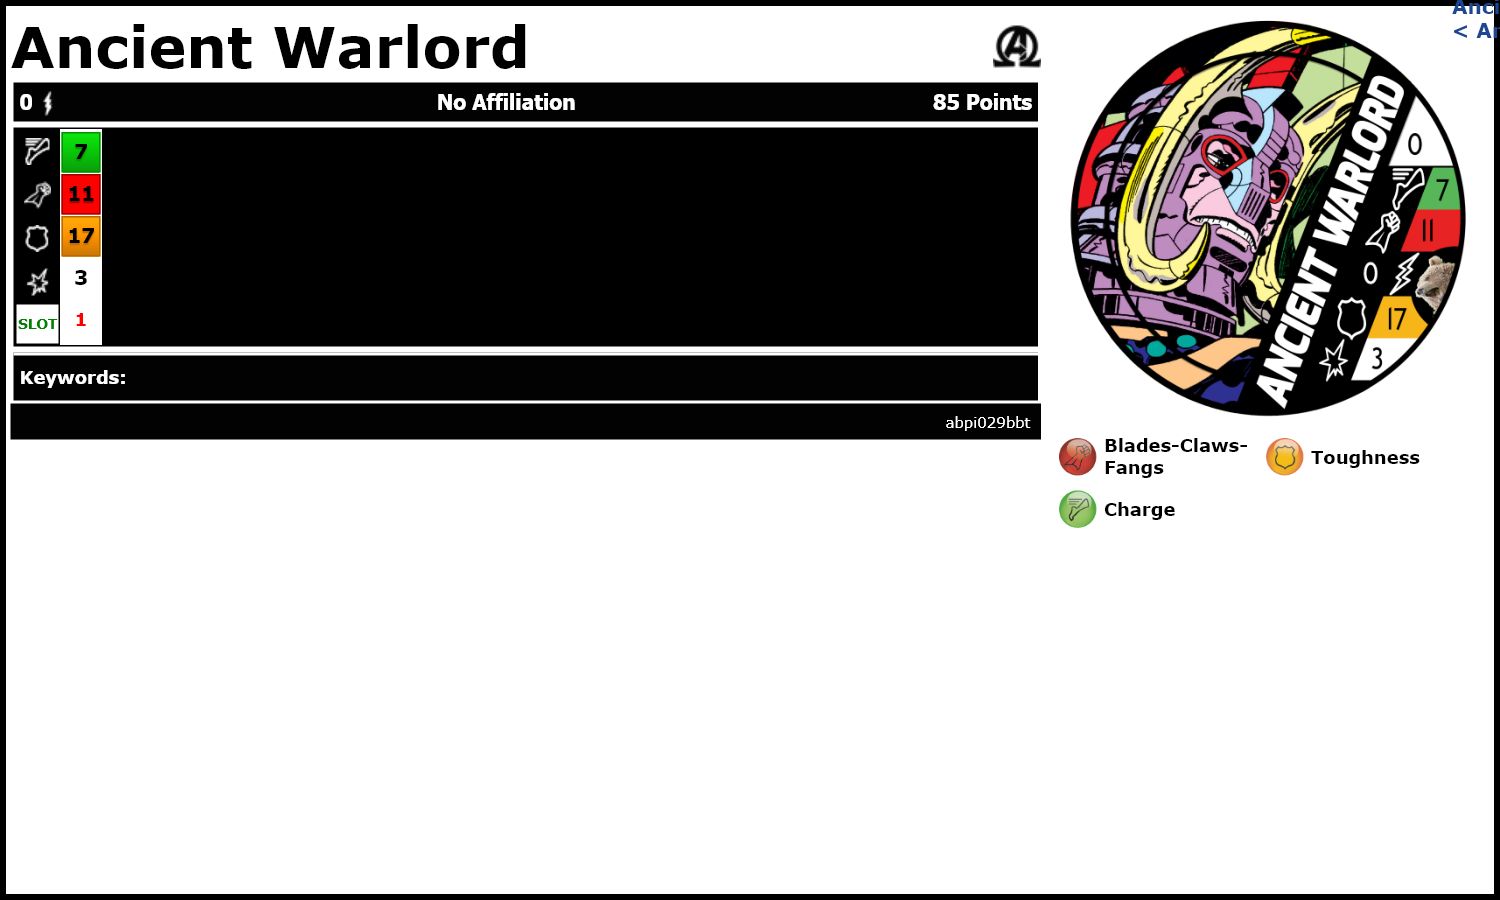 Ancient Warlord
0 No Affiliation 85 Points
7
11
17
3
SLOT 1
Keywords:
abpi029bbt
ANCIENT WARLORD
0
7
11
0
17
3
Blades-Claws-
Fangs
Toughness
Charge